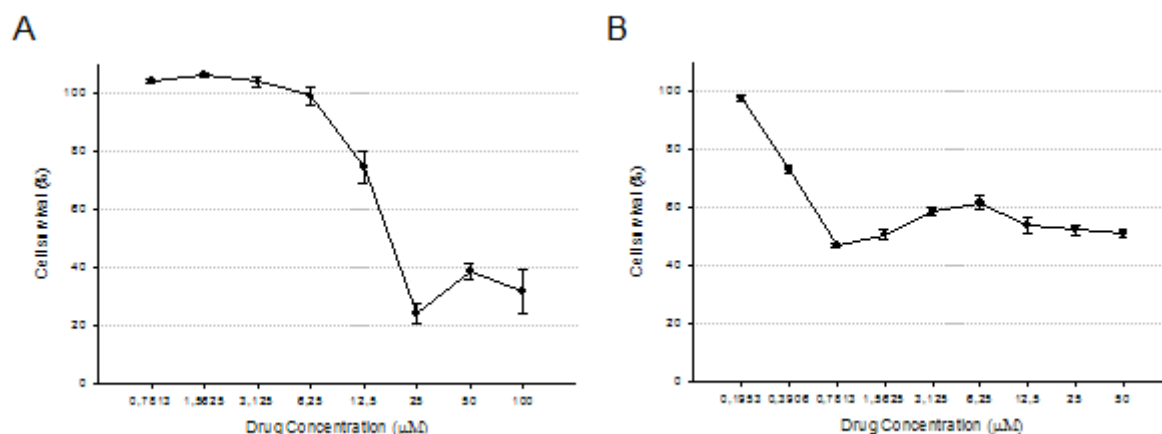 A
100
80
60
40
20
0
Cell survival (%)
0,7813 1,5625 3,125 6,25 12,5 25 50 100
Drug Concentration (µM)
B
100
80
60
40
20
0
Cell survival (%)
0,1953 0,3906 0,7813 1,5625 3,125 6,25 12,5 25 50
Drug Concentration (µM)